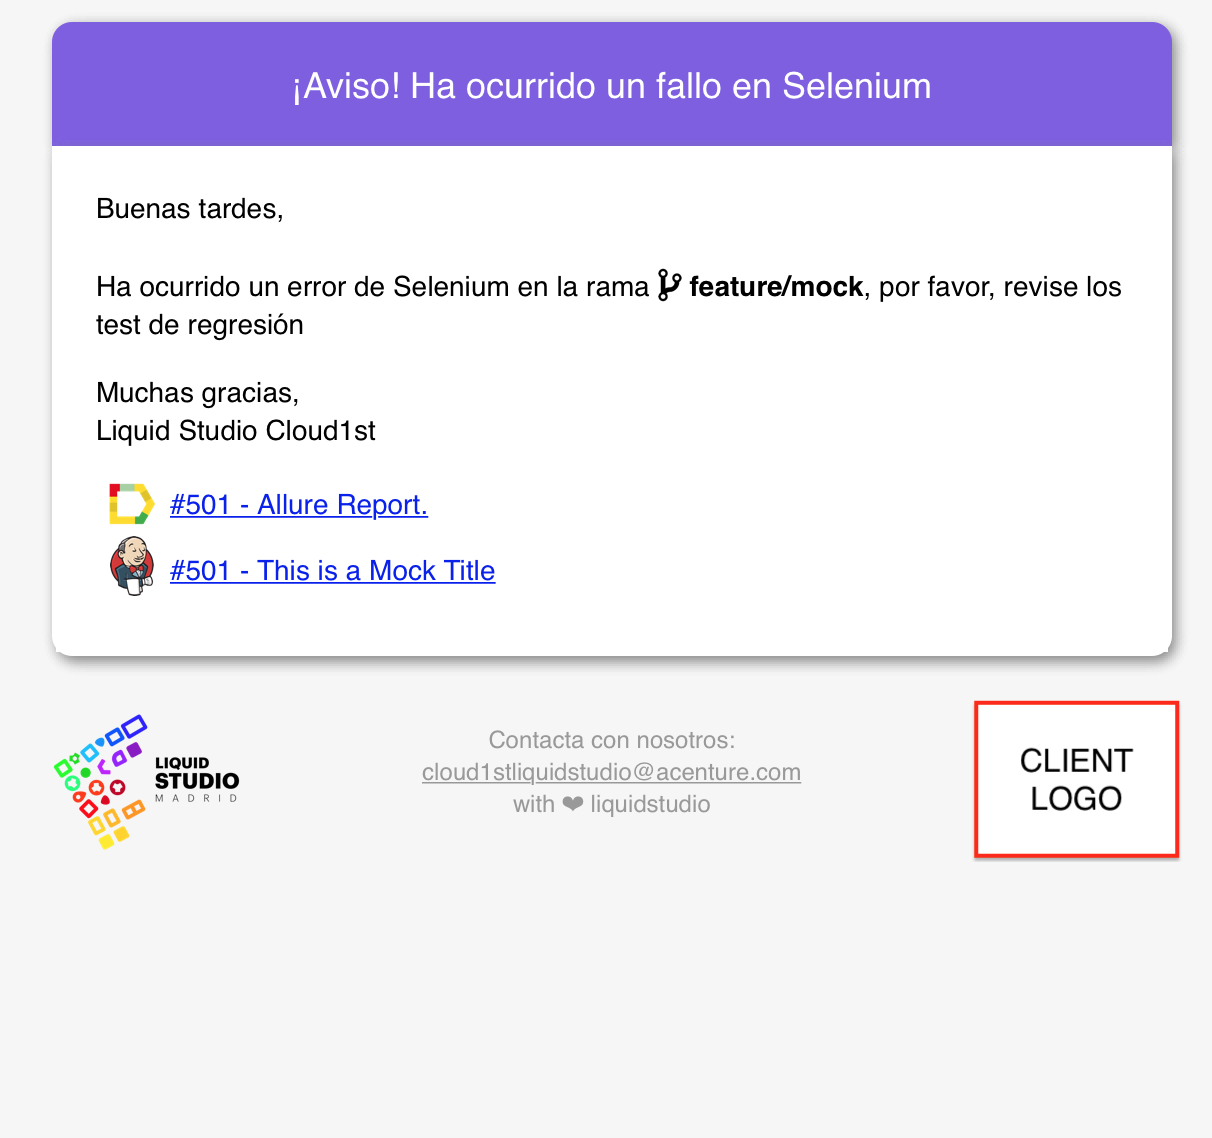 ¡Aviso! Ha ocurrido un fallo en Selenium
Buenas tardes,
Ha ocurrido un error de Selenium en la rama feature/mock, por favor, revise los
test de regresión
Muchas gracias,
Liquid Studio Cloud1st
#501 - Allure Report.
#501 - This is a Mock Title
LIQUID
STUDIO
MADRID
Contacta con nosotros:
cloud1stliquidstudio@acenture.com
with ❤ liquidstudio
CLIENT
LOGO